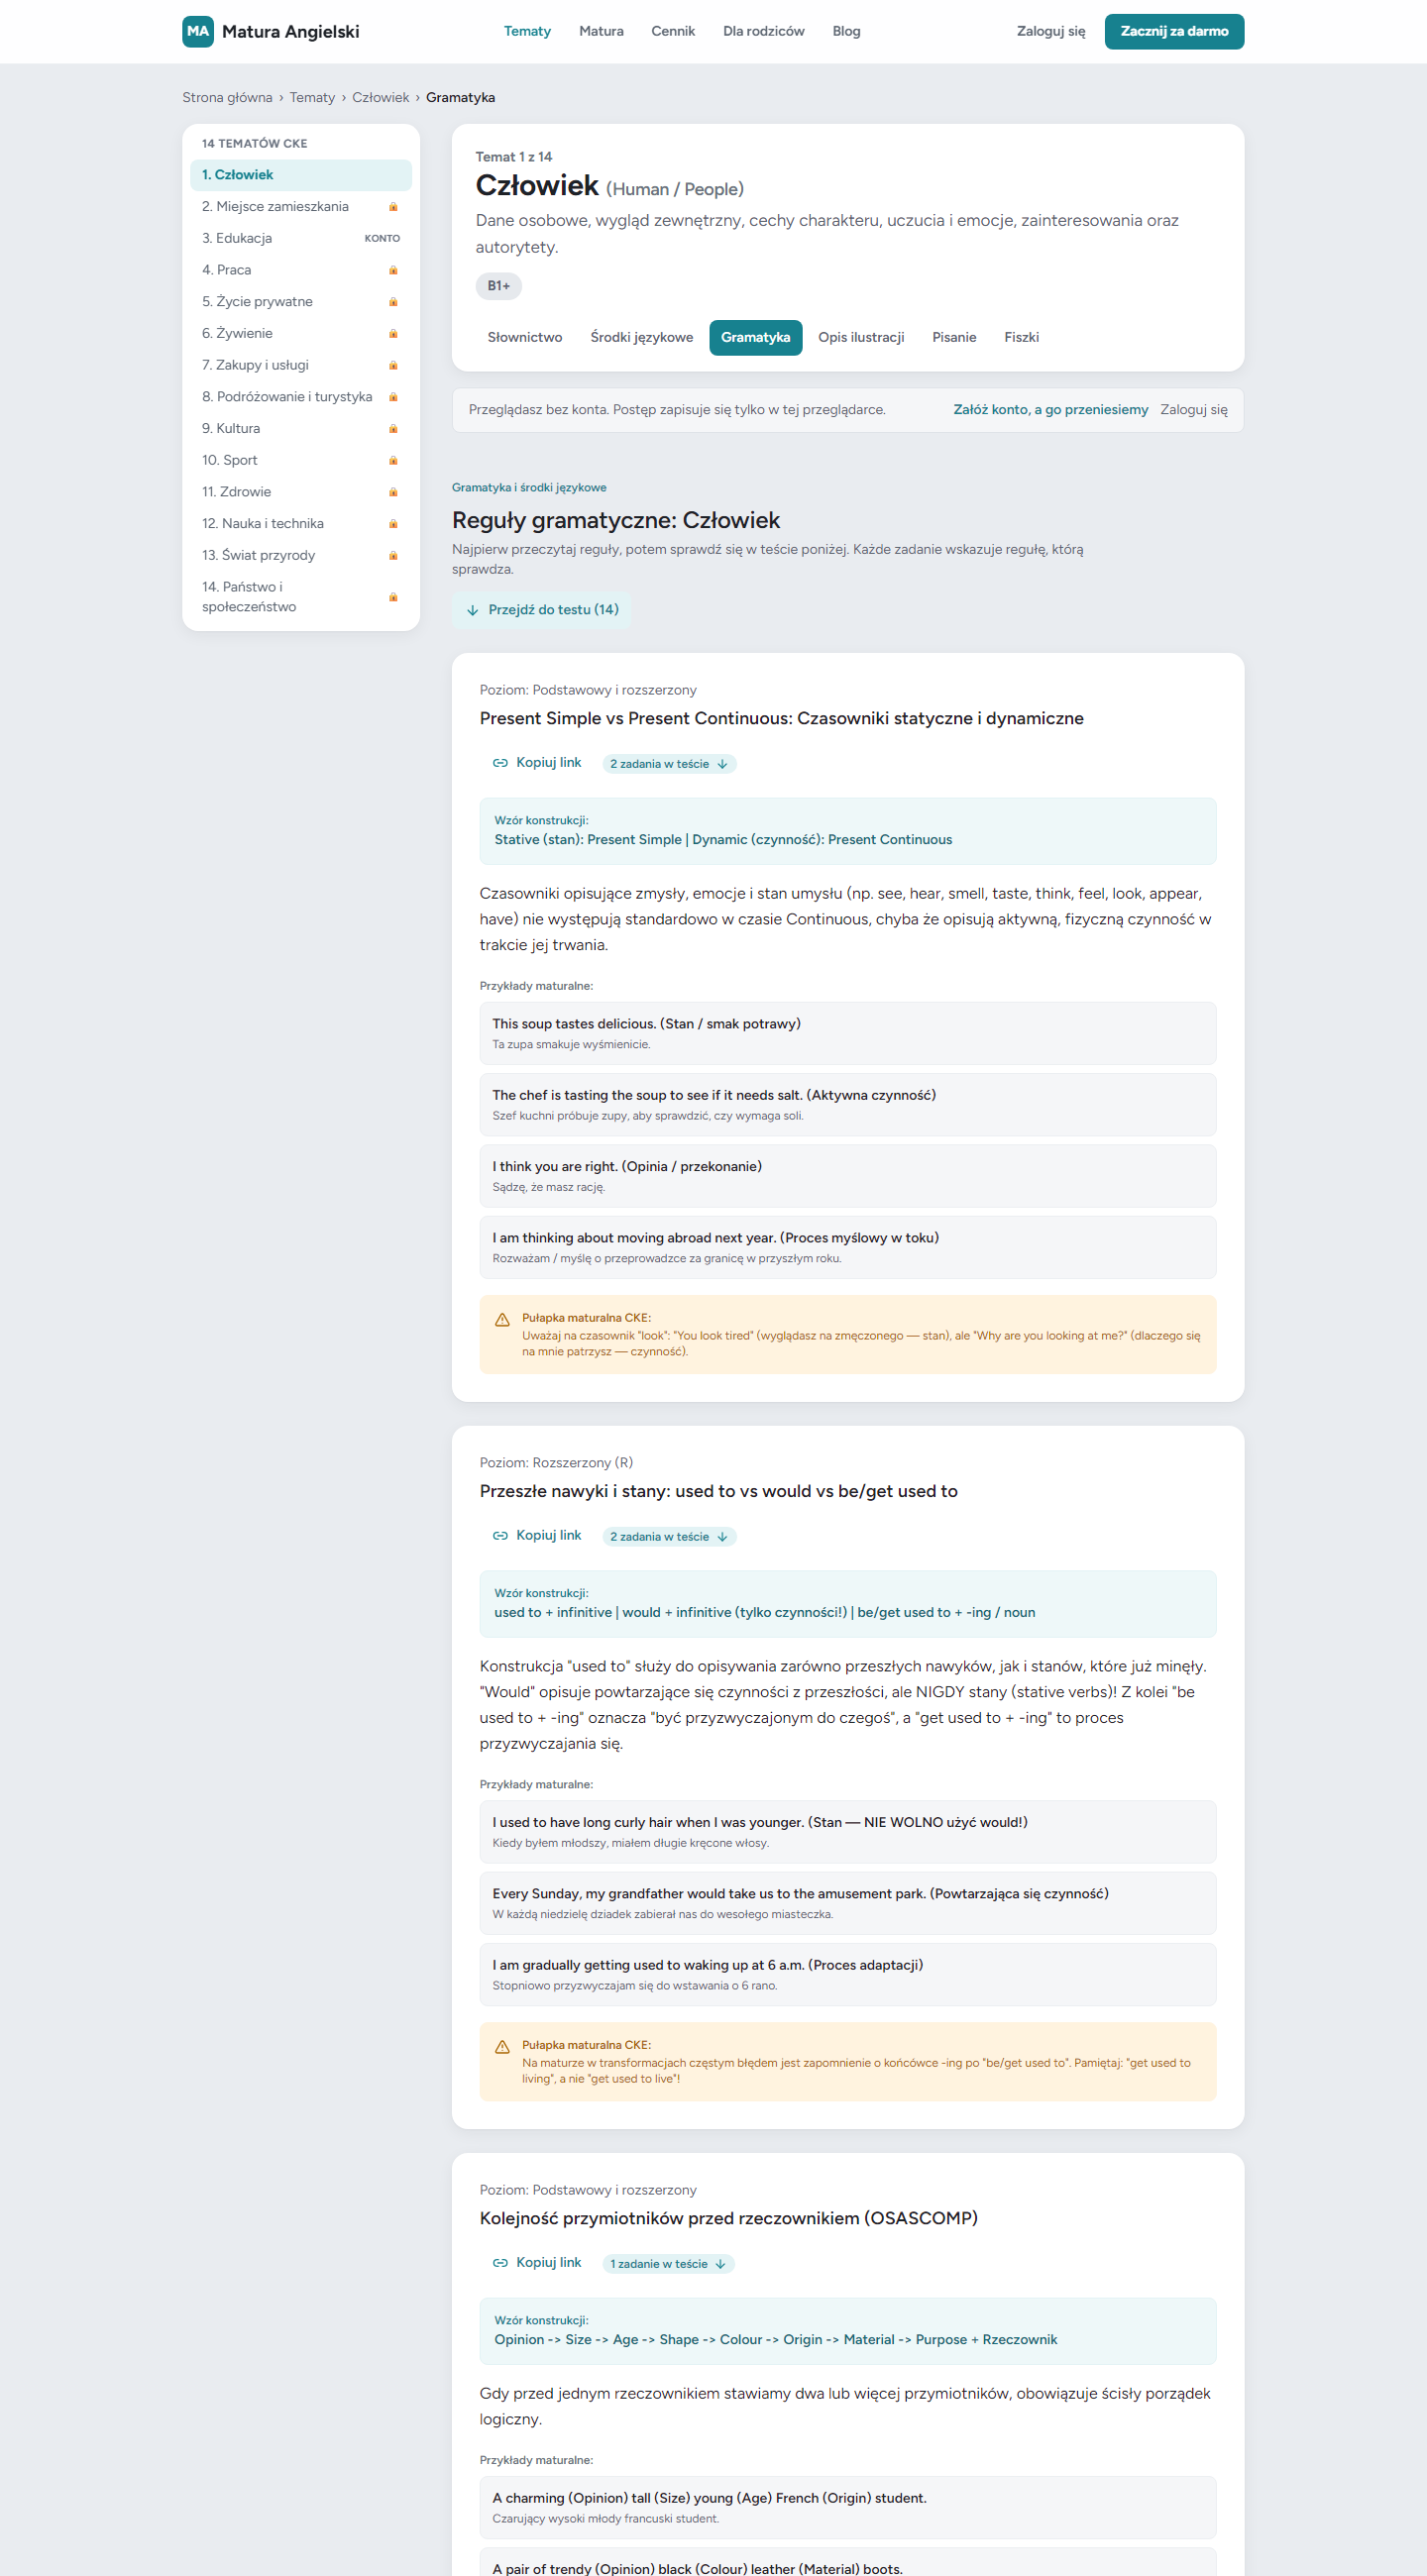 MA Matura Angielski
Tematy
Matura
Cennik
Dla rodziców
Blog
Zaloguj się
Zacznij za darmo
Strona główna › Tematy › Człowiek › Gramatyka
14 TEMATÓW CKE
1. Człowiek
2. Miejsce zamieszkania
3. Edukacja KONTO
4. Praca
5. Życie prywatne
6. Żywienie
7. Zakupy i usługi
8. Podróżowanie i turystyka
9. Kultura
10. Sport
11. Zdrowie
12. Nauka i technika
13. Świat przyrody
14. Państwo i
społeczeństwo
Temat 1 z 14
Człowiek (Human / People)
Dane osobowe, wygląd zewnętrzny, cechy charakteru, uczucia i emocje, zainteresowania oraz
autorytety.
B1+
Słownictwo
Środki językowe
Gramatyka
Opis ilustracji
Pisanie
Fiszki
Przeglądasz bez konta. Postęp zapisuje się tylko w tej przeglądarce.
Załóż konto, a go przeniesiemy
Zaloguj się
Gramatyka i środki językowe
Reguły gramatyczne: Człowiek
Najpierw przeczytaj reguły, potem sprawdź się w teście poniżej. Każde zadanie wskazuje regułę, którą
sprawdza.
↓ Przejdź do testu (14)
Poziom: Podstawowy i rozszerzony
Present Simple vs Present Continuous: Czasowniki statyczne i dynamiczne
Kopiuj link
2 zadania w teście ↓
Wzór konstrukcji:
Stative (stan): Present Simple | Dynamic (czynność): Present Continuous
Czasowniki opisujące zmysły, emocje i stan umysłu (np. see, hear, smell, taste, think, feel, look, appear,
have) nie występują standardowo w czasie Continuous, chyba że opisują aktywną, fizyczną czynność w
trakcie jej trwania.
Przykłady maturalne:
This soup tastes delicious. (Stan / smak potrawy)
Ta zupa smakuje wyśmienicie.
The chef is tasting the soup to see if it needs salt. (Aktywna czynność)
Szef kuchni próbuje zupy, aby sprawdzić, czy wymaga soli.
I think you are right. (Opinia / przekonanie)
Sądzę, że masz rację.
I am thinking about moving abroad next year. (Proces myślowy w toku)
Rozważam / myślę o przeprowadzce za granicę w przyszłym roku.
Pułapka maturalna CKE:
Uważaj na czasownik "look": "You look tired" (wyglądasz na zmęczonego — stan), ale "Why are you looking at me?" (dlaczego się
na mnie patrzysz — czynność).
Poziom: Rozszerzony (R)
Przeszłe nawyki i stany: used to vs would vs be/get used to
Kopiuj link
2 zadania w teście ↓
Wzór konstrukcji:
used to + infinitive | would + infinitive (tylko czynności!) | be/get used to + -ing / noun
Konstrukcja "used to" służy do opisywania zarówno przeszłych nawyków, jak i stanów, które już minęły.
"Would" opisuje powtarzające się czynności z przeszłości, ale NIGDY stany (stative verbs)! Z kolei "be
used to + -ing" oznacza "być przyzwyczajonym do czegoś", a "get used to + -ing" to proces
przyzwyczajania się.
Przykłady maturalne:
I used to have long curly hair when I was younger. (Stan — NIE WOLNO użyć would!)
Kiedy byłem młodszy, miałem długie kręcone włosy.
Every Sunday, my grandfather would take us to the amusement park. (Powtarzająca się czynność)
W każdą niedzielę dziadek zabierał nas do wesołego miasteczka.
I am gradually getting used to waking up at 6 a.m. (Proces adaptacji)
Stopniowo przyzwyczajam się do wstawania o 6 rano.
Pułapka maturalna CKE:
Na maturze w transformacjach częstym błędem jest zapomnienie o końcówce -ing po "be/get used to". Pamiętaj: "get used to
living", a nie "get used to live"!
Poziom: Podstawowy i rozszerzony
Kolejność przymiotników przed rzeczownikiem (OSASCOMP)
Kopiuj link
1 zadanie w teście ↓
Wzór konstrukcji:
Opinion -> Size -> Age -> Shape -> Colour -> Origin -> Material -> Purpose + Rzeczownik
Gdy przed jednym rzeczownikiem stawiamy dwa lub więcej przymiotników, obowiązuje ścisły porządek
logiczny.
Przykłady maturalne:
A charming (Opinion) tall (Size) young (Age) French (Origin) student.
Czarujący wysoki młody francuski student.
A pair of trendy (Opinion) black (Colour) leather (Material) boots.